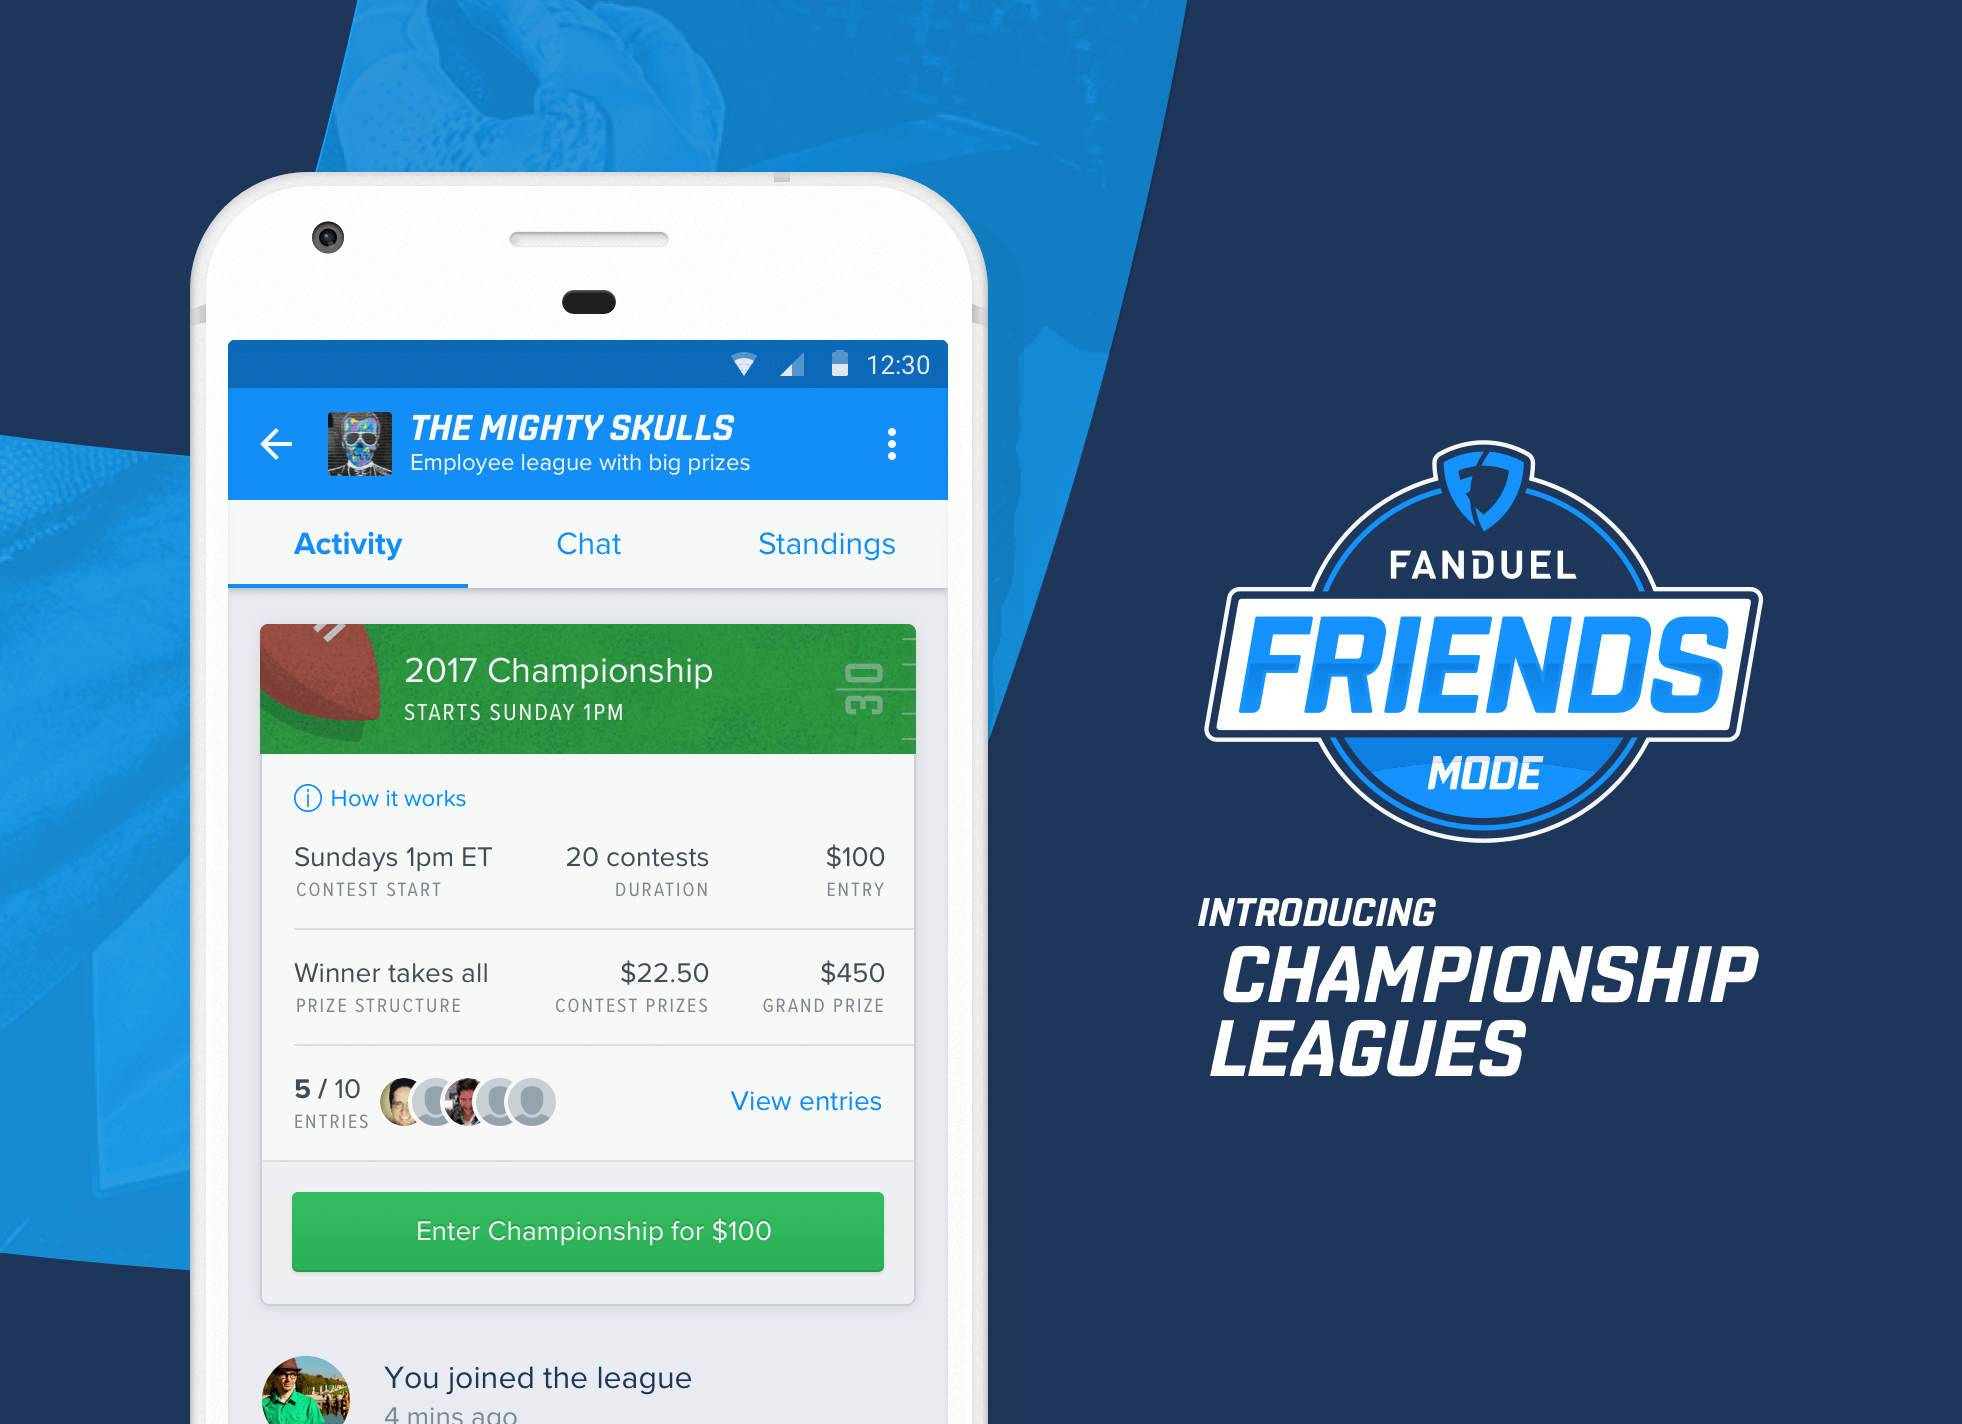 12:30
THE MIGHTY SKULLS
Employee league with big prizes
Activity Chat Standings
2017 Championship
STARTS SUNDAY 1PM
30
How it works
Sundays 1pm ET 20 contests $100
CONTEST START DURATION ENTRY
Winner takes all $22.50 $450
PRIZE STRUCTURE CONTEST PRIZES GRAND PRIZE
5 / 10
ENTRIES
View entries
Enter Championship for $100
You joined the league
4 mins ago
FANDUEL
FRIENDS
MODE
INTRODUCING
CHAMPIONSHIP
LEAGUES